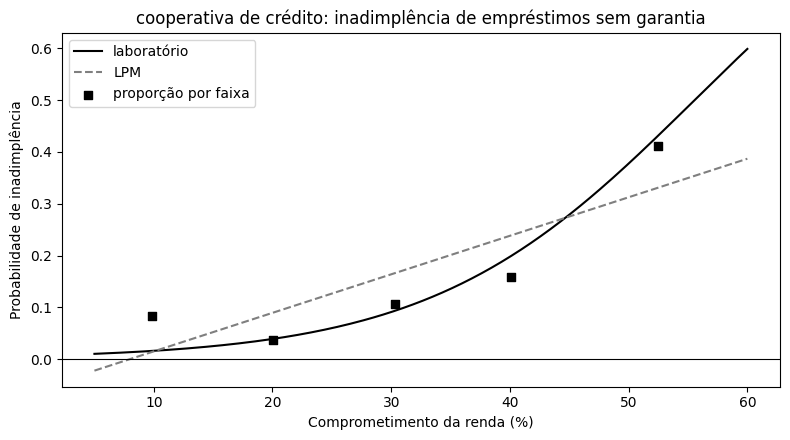 cooperativa de crédito: inadimplência de empréstimos sem garantia
laboratório
LPM
proporção por faixa
Probabilidade de inadimplência
0.6
0.5
0.4
0.3
0.2
0.1
0.0
10 20 30 40 50 60
Comprometimento da renda (%)